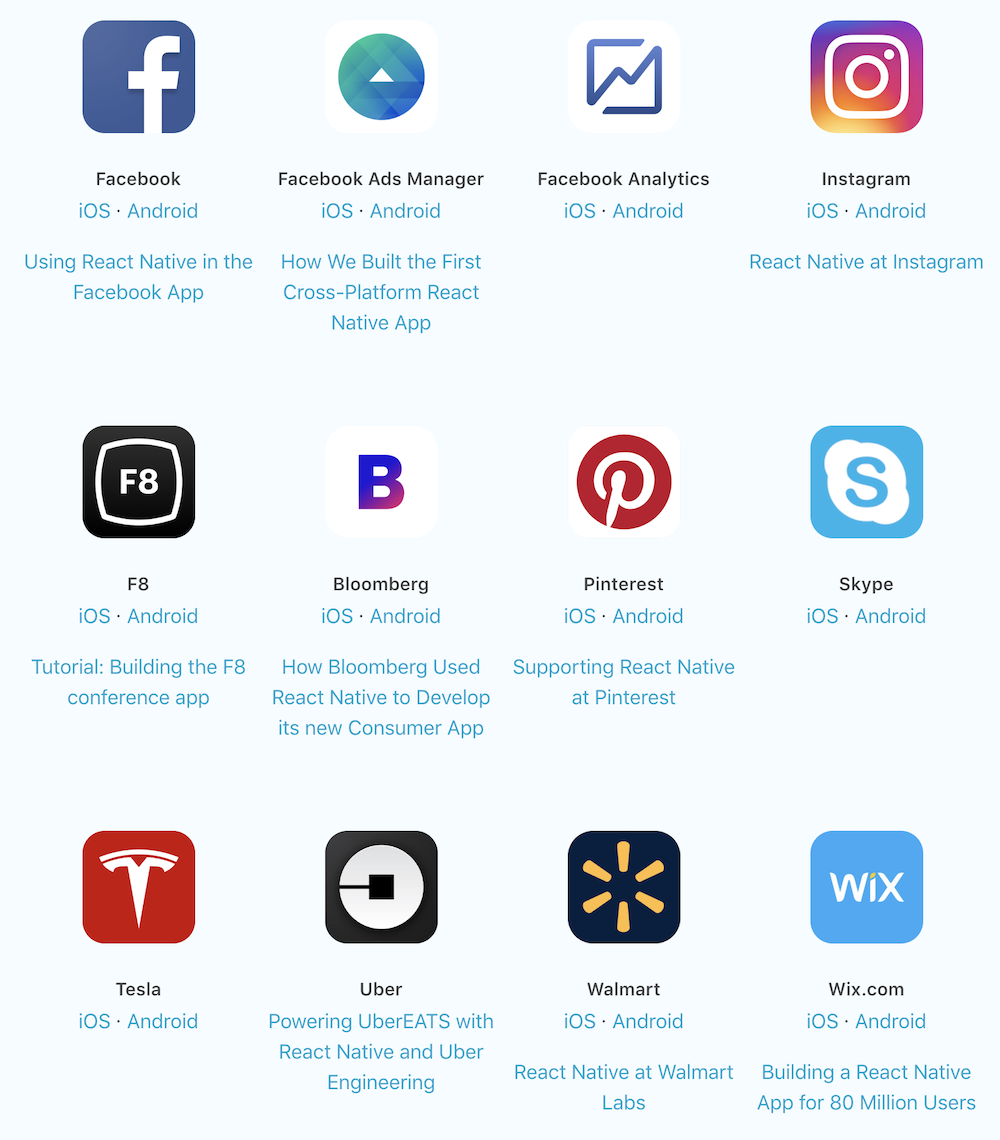 Facebook
iOS · Android
Using React Native in the
Facebook App
Facebook Ads Manager
iOS · Android
How We Built the First
Cross-Platform React
Native App
Facebook Analytics
iOS · Android
Instagram
iOS · Android
React Native at Instagram
F8
F8
iOS · Android
Tutorial: Building the F8
conference app
B
Bloomberg
iOS · Android
How Bloomberg Used
React Native to Develop
its new Consumer App
Pinterest
iOS · Android
Supporting React Native
at Pinterest
S
Skype
iOS · Android
Tesla
iOS · Android
Uber
Powering UberEATS with
React Native and Uber
Engineering
Walmart
iOS · Android
React Native at Walmart
Labs
WiX
Wix.com
iOS · Android
Building a React Native
App for 80 Million Users